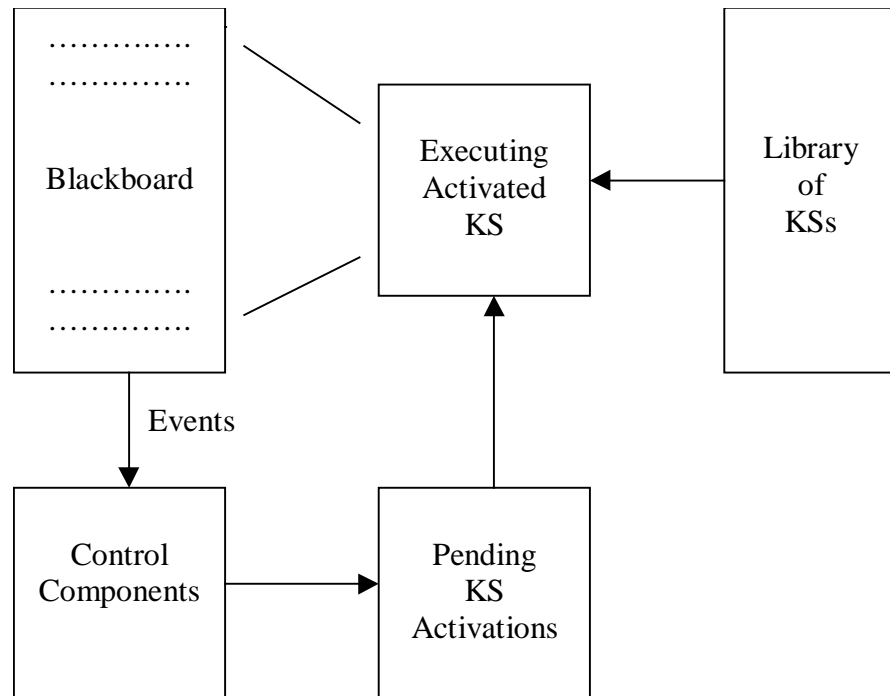 Blackboard
Executing
Activated
KS
Library
of
KSs
Events
Control
Components
Pending
KS
Activations